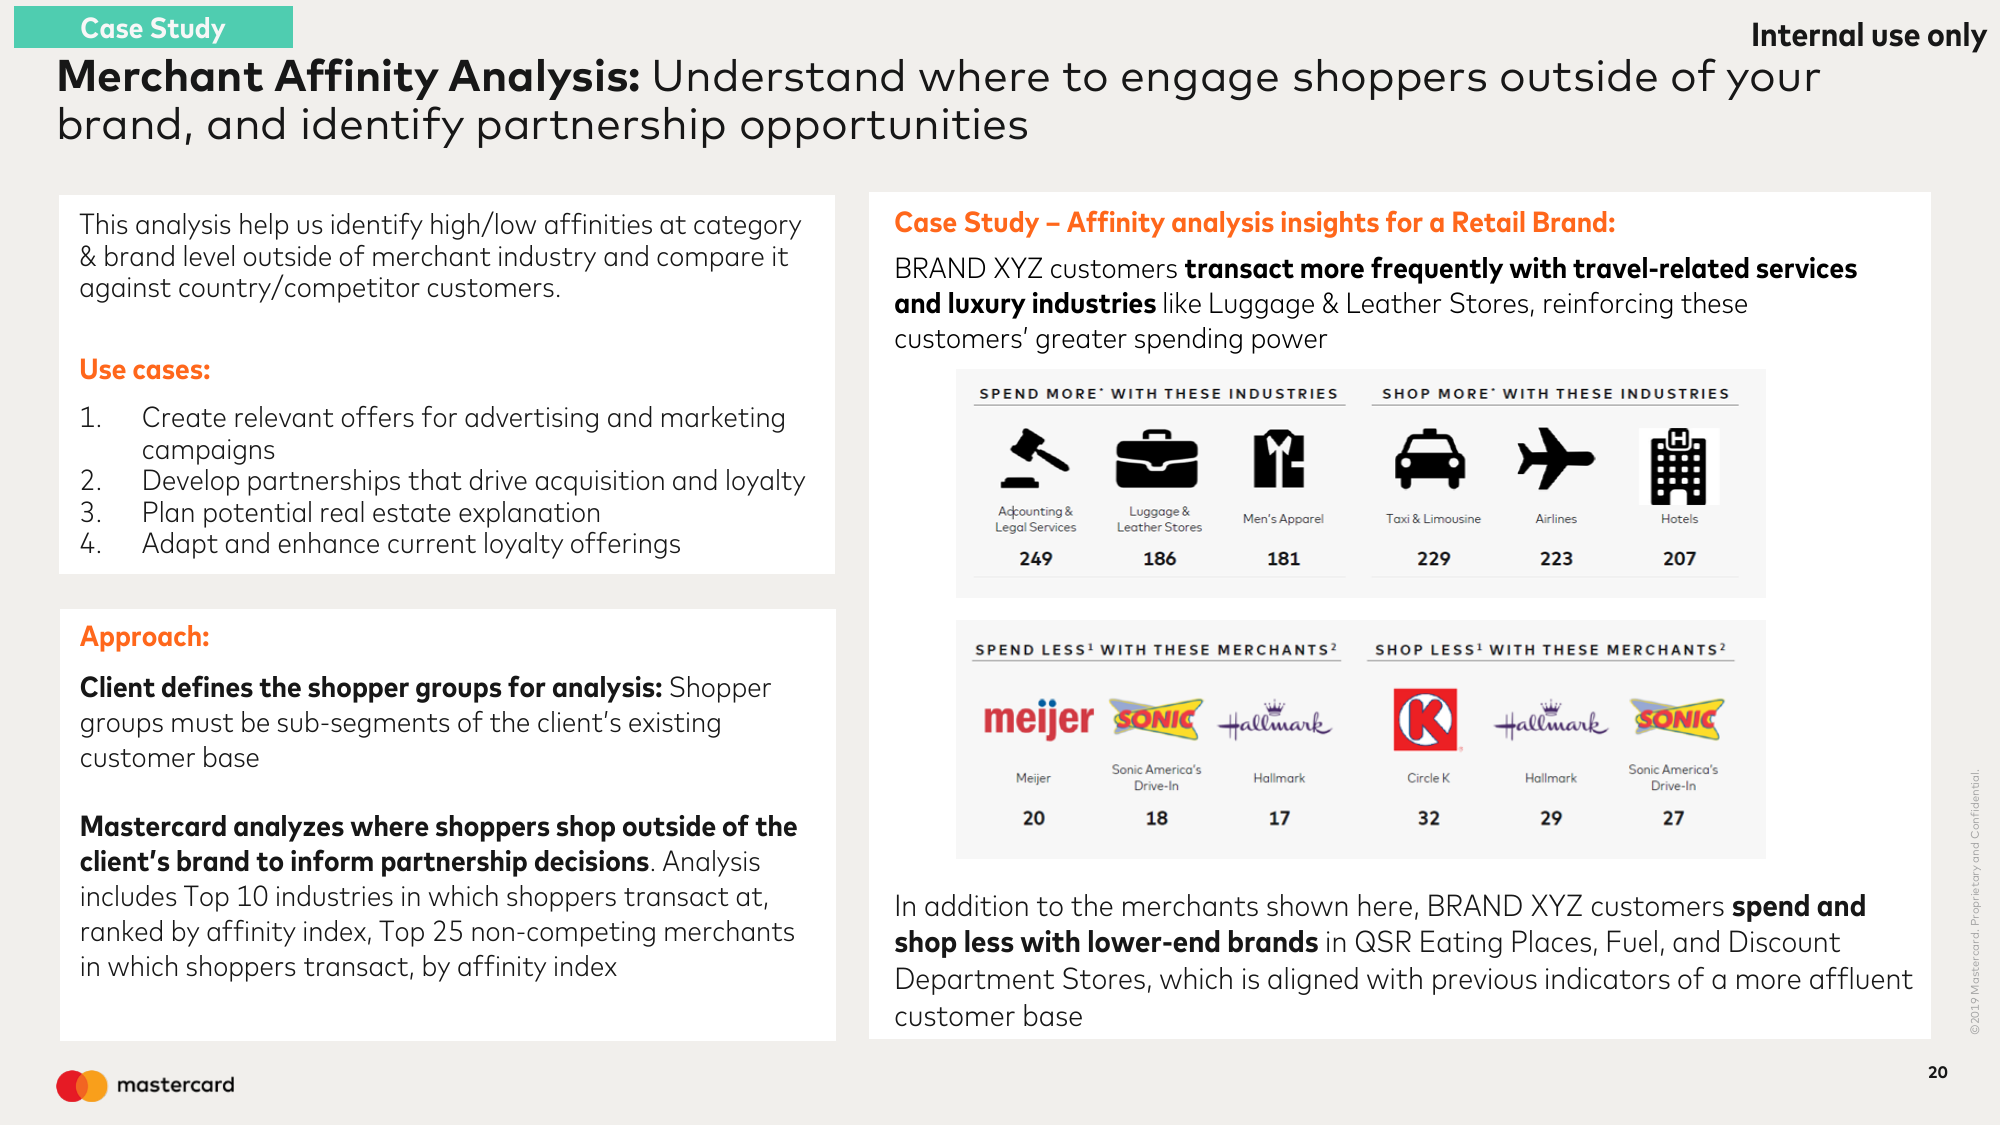 Case Study
Internal use only
Merchant Affinity Analysis: Understand where to engage shoppers outside of your
brand, and identify partnership opportunities
This analysis help us identify high/low affinities at category
& brand level outside of merchant industry and compare it
against country/competitor customers.
Use cases:
1. Create relevant offers for advertising and marketing
campaigns
2. Develop partnerships that drive acquisition and loyalty
3. Plan potential real estate explanation
4. Adapt and enhance current loyalty offerings
Approach:
Client defines the shopper groups for analysis: Shopper
groups must be sub-segments of the client's existing
customer base
Mastercard analyzes where shoppers shop outside of the
client's brand to inform partnership decisions. Analysis
includes Top 10 industries in which shoppers transact at,
ranked by affinity index, Top 25 non-competing merchants
in which shoppers transact, by affinity index
Case Study – Affinity analysis insights for a Retail Brand:
BRAND XYZ customers transact more frequently with travel-related services
and luxury industries like Luggage & Leather Stores, reinforcing these
customers' greater spending power
SPEND MORE* WITH THESE INDUSTRIES
Accounting &
Legal Services
249
Luggage &
Leather Stores
186
Men's Apparel
181
SHOP MORE* WITH THESE INDUSTRIES
Taxi & Limousine
229
Airlines
223
H
Hotels
207
SPEND LESS¹ WITH THESE MERCHANTS²
meijer
Meijer
20
SONIC
Sonic America's
Drive-In
18
Hallmark
Hallmark
17
SHOP LESS¹ WITH THESE MERCHANTS²
K
Circle K
32
Hallmark
Hallmark
29
SONIC
Sonic America's
Drive-In
27
In addition to the merchants shown here, BRAND XYZ customers spend and
shop less with lower-end brands in QSR Eating Places, Fuel, and Discount
Department Stores, which is aligned with previous indicators of a more affluent
customer base
©2019 Mastercard. Proprietary and Confidential.
mastercard
20